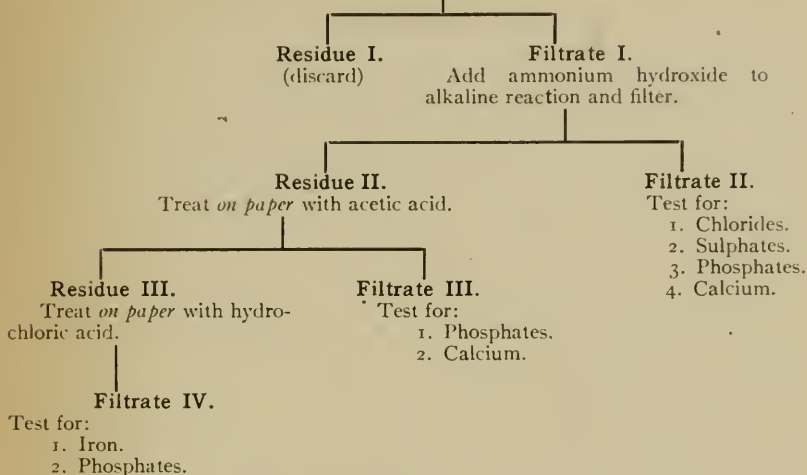 Residue I.
(discard)
Filtrate I.
Add ammonium hydroxide to
alkaline reaction and filter.
Residue II.
Treat on paper with acetic acid.
Filtrate II.
Test for:
1. Chlorides.
2. Sulphates.
3. Phosphates.
4. Calcium.
Residue III.
Treat on paper with hydro-
chloric acid.
Filtrate III.
Test for:
1. Phosphates.
2. Calcium.
Filtrate IV.
Test for:
1. Iron.
2. Phosphates.